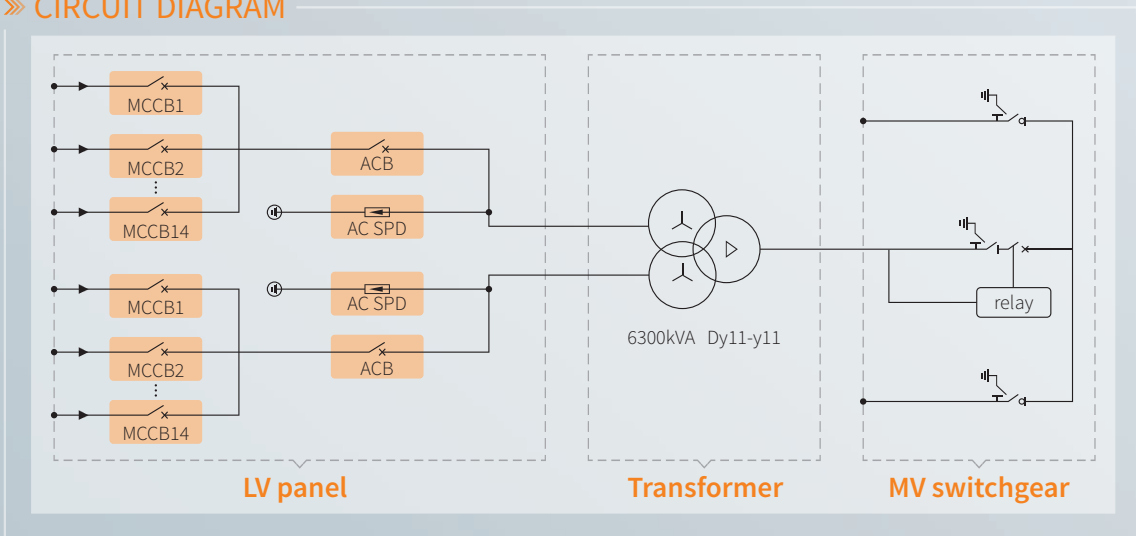 » CIRCUIT DIAGRAM
MCCB1
MCCB2
MCCB14
ACB
AC SPD
MCCB1
MCCB2
MCCB14
AC SPD
ACB
6300kVA Dy11-y11
relay
LV panel
Transformer
MV switchgear